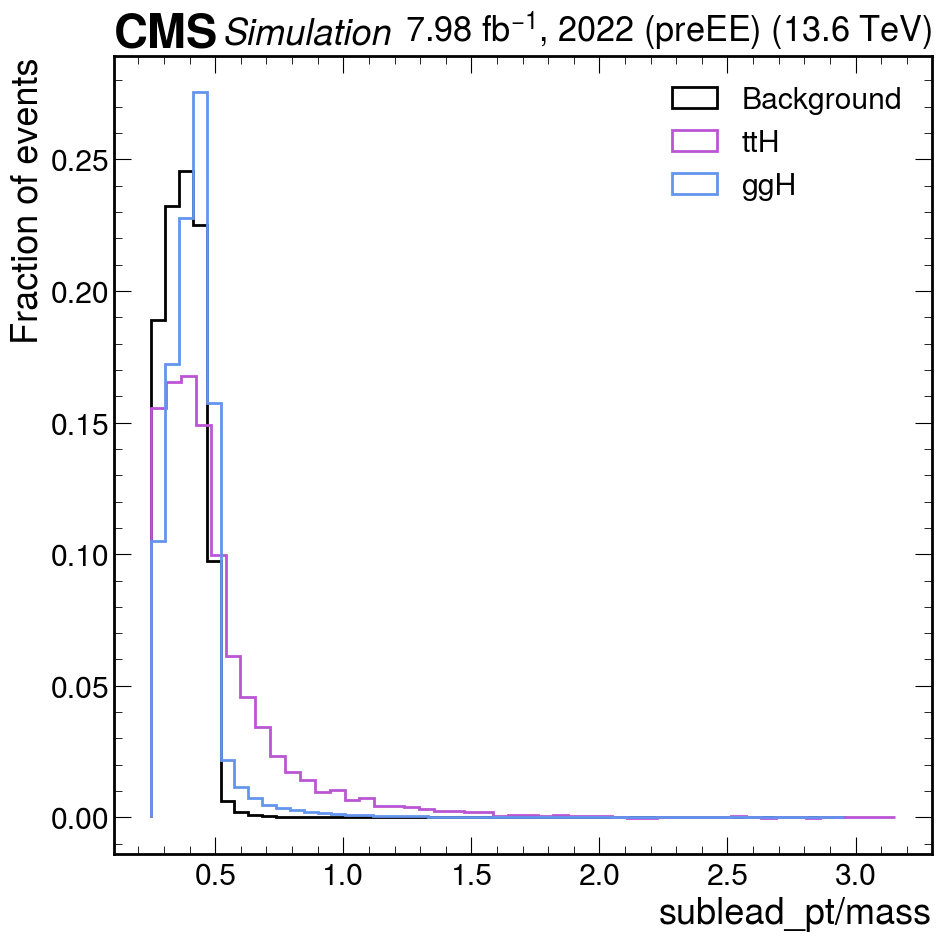 CMS Simulation 7.98 fb⁻¹, 2022 (preEE) (13.6 TeV)
Fraction of events
Background
ttH
ggH
0.25
0.20
0.15
0.10
0.05
0.00
0.5 1.0 1.5 2.0 2.5 3.0
sublead_pt/mass